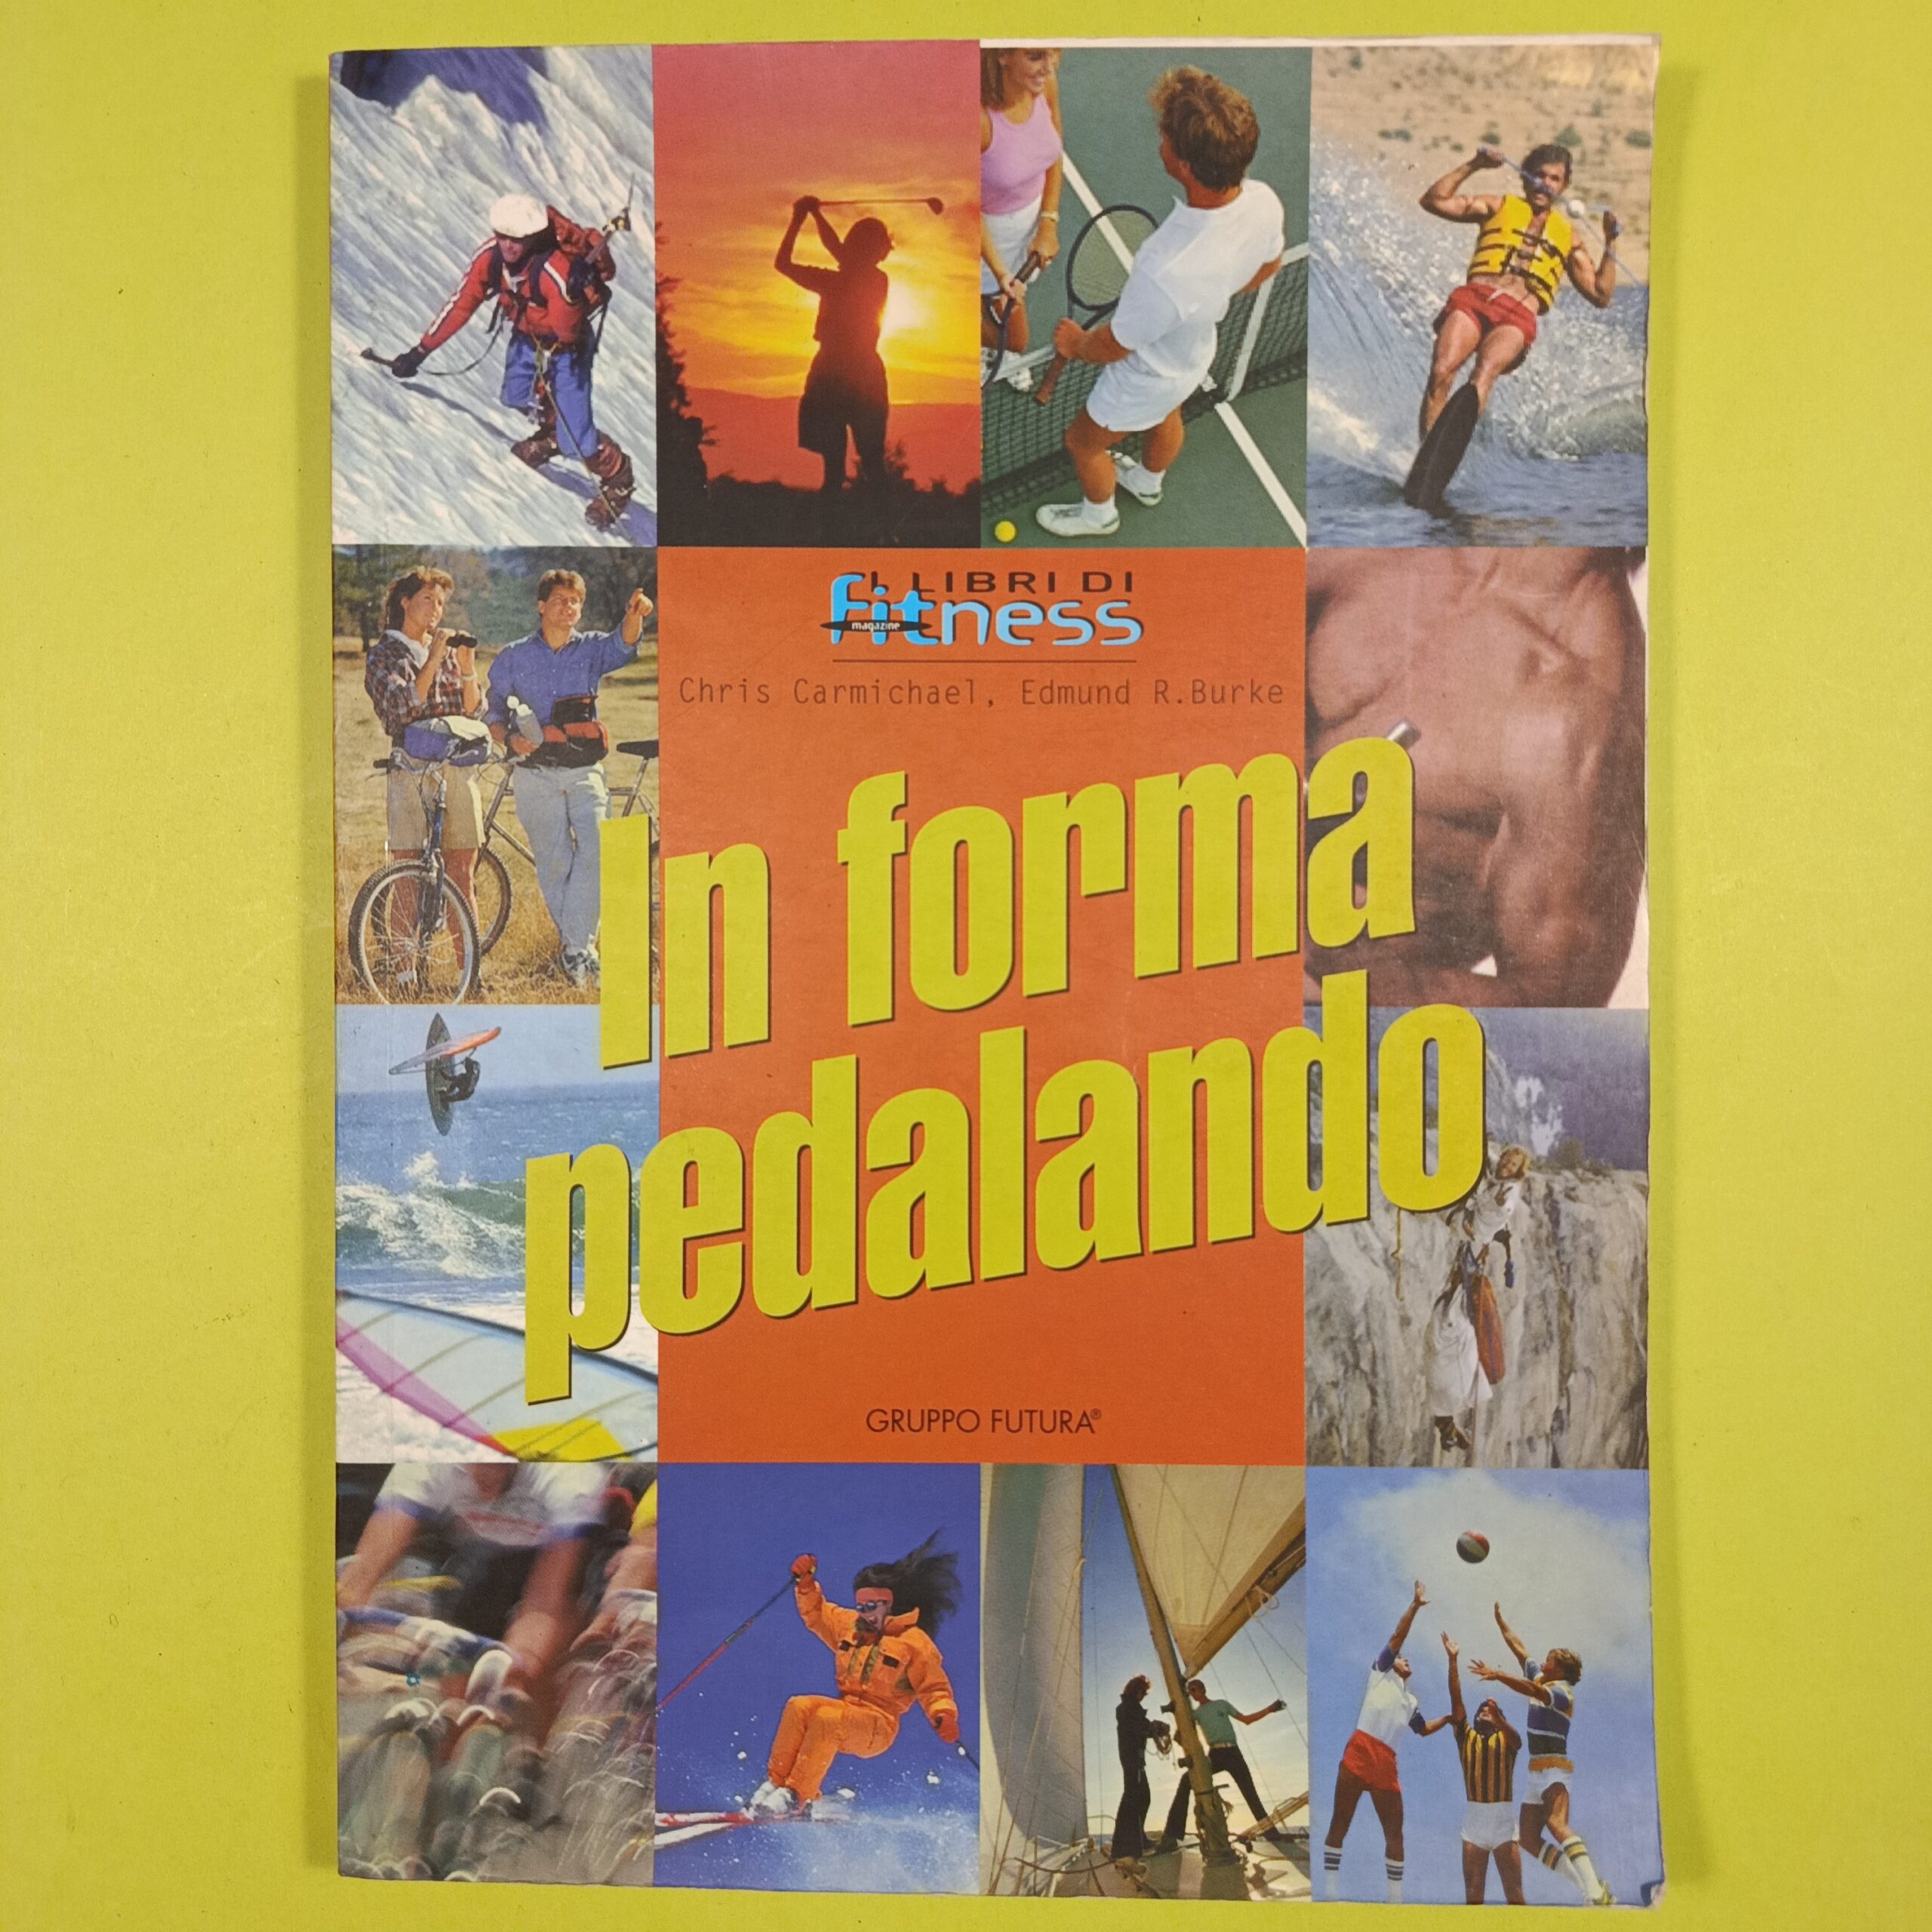 I LIBRI DI
fitness
magazine
Chris Carmichael, Edmund R.Burke
In forma
pedalando
GRUPPO FUTURA®